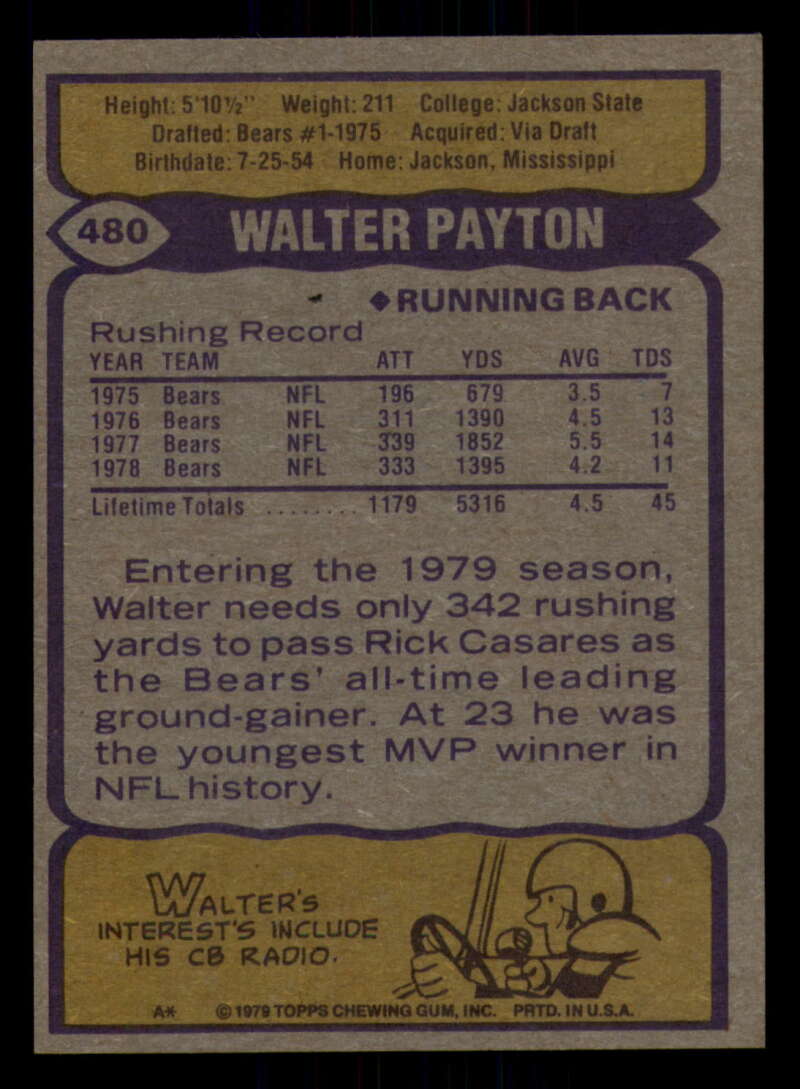 Height: 5'10½" Weight: 211 College: Jackson State
Drafted: Bears #1-1975 Acquired: Via Draft
Birthdate: 7-25-54 Home: Jackson, Mississippi
480 WALTER PAYTON
◆ RUNNING BACK
Rushing Record
YEAR TEAM ATT YDS AVG TDS
1975 Bears NFL 196 679 3.5 7
1976 Bears NFL 311 1390 4.5 13
1977 Bears NFL 339 1852 5.5 14
1978 Bears NFL 333 1395 4.2 11
Lifetime Totals ........ 1179 5316 4.5 45
Entering the 1979 season,
Walter needs only 342 rushing
yards to pass Rick Casares as
the Bears' all-time leading
ground-gainer. At 23 he was
the youngest MVP winner in
NFL history.
WALTER'S
INTEREST'S INCLUDE
HIS CB RADIO.
A* © 1979 TOPPS CHEWING GUM, INC. PRTD. IN U.S.A.